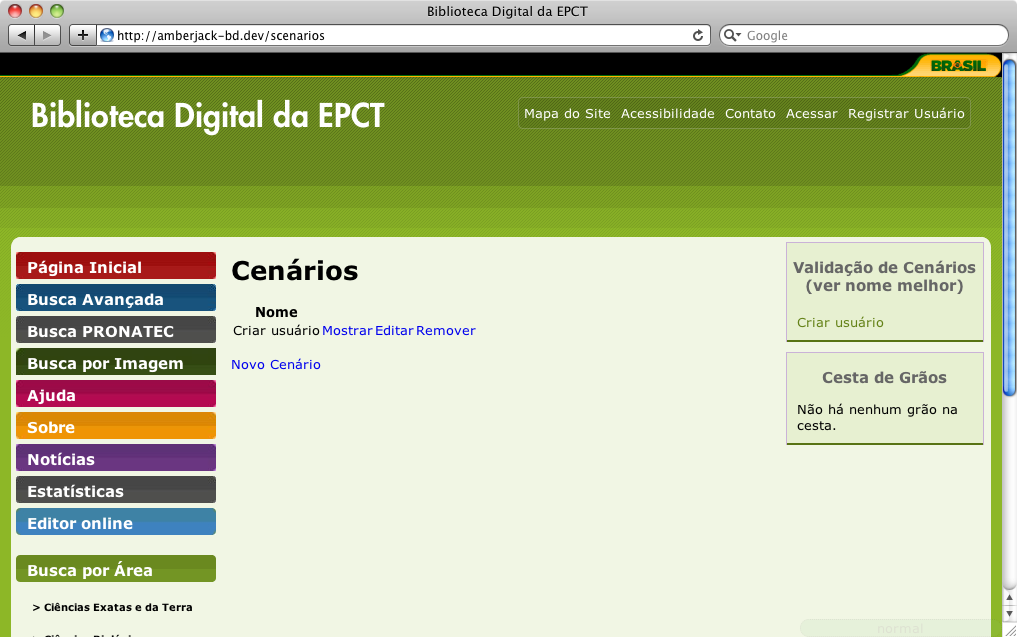 Biblioteca Digital da EPCT
http://amberjack-bd.dev/scenarios
Google
BRASIL
Biblioteca Digital da EPCT
Mapa do Site Acessibilidade Contato Acessar Registrar Usuário
Página Inicial
Busca Avançada
Busca PRONATEC
Busca por Imagem
Ajuda
Sobre
Notícias
Estatísticas
Editor online
Busca por Área
> Ciências Exatas e da Terra
Cenários
Nome
Criar usuário Mostrar Editar Remover
Novo Cenário
Validação de Cenários
(ver nome melhor)
Criar usuário
Cesta de Grãos
Não há nenhum grão na
cesta.
normal